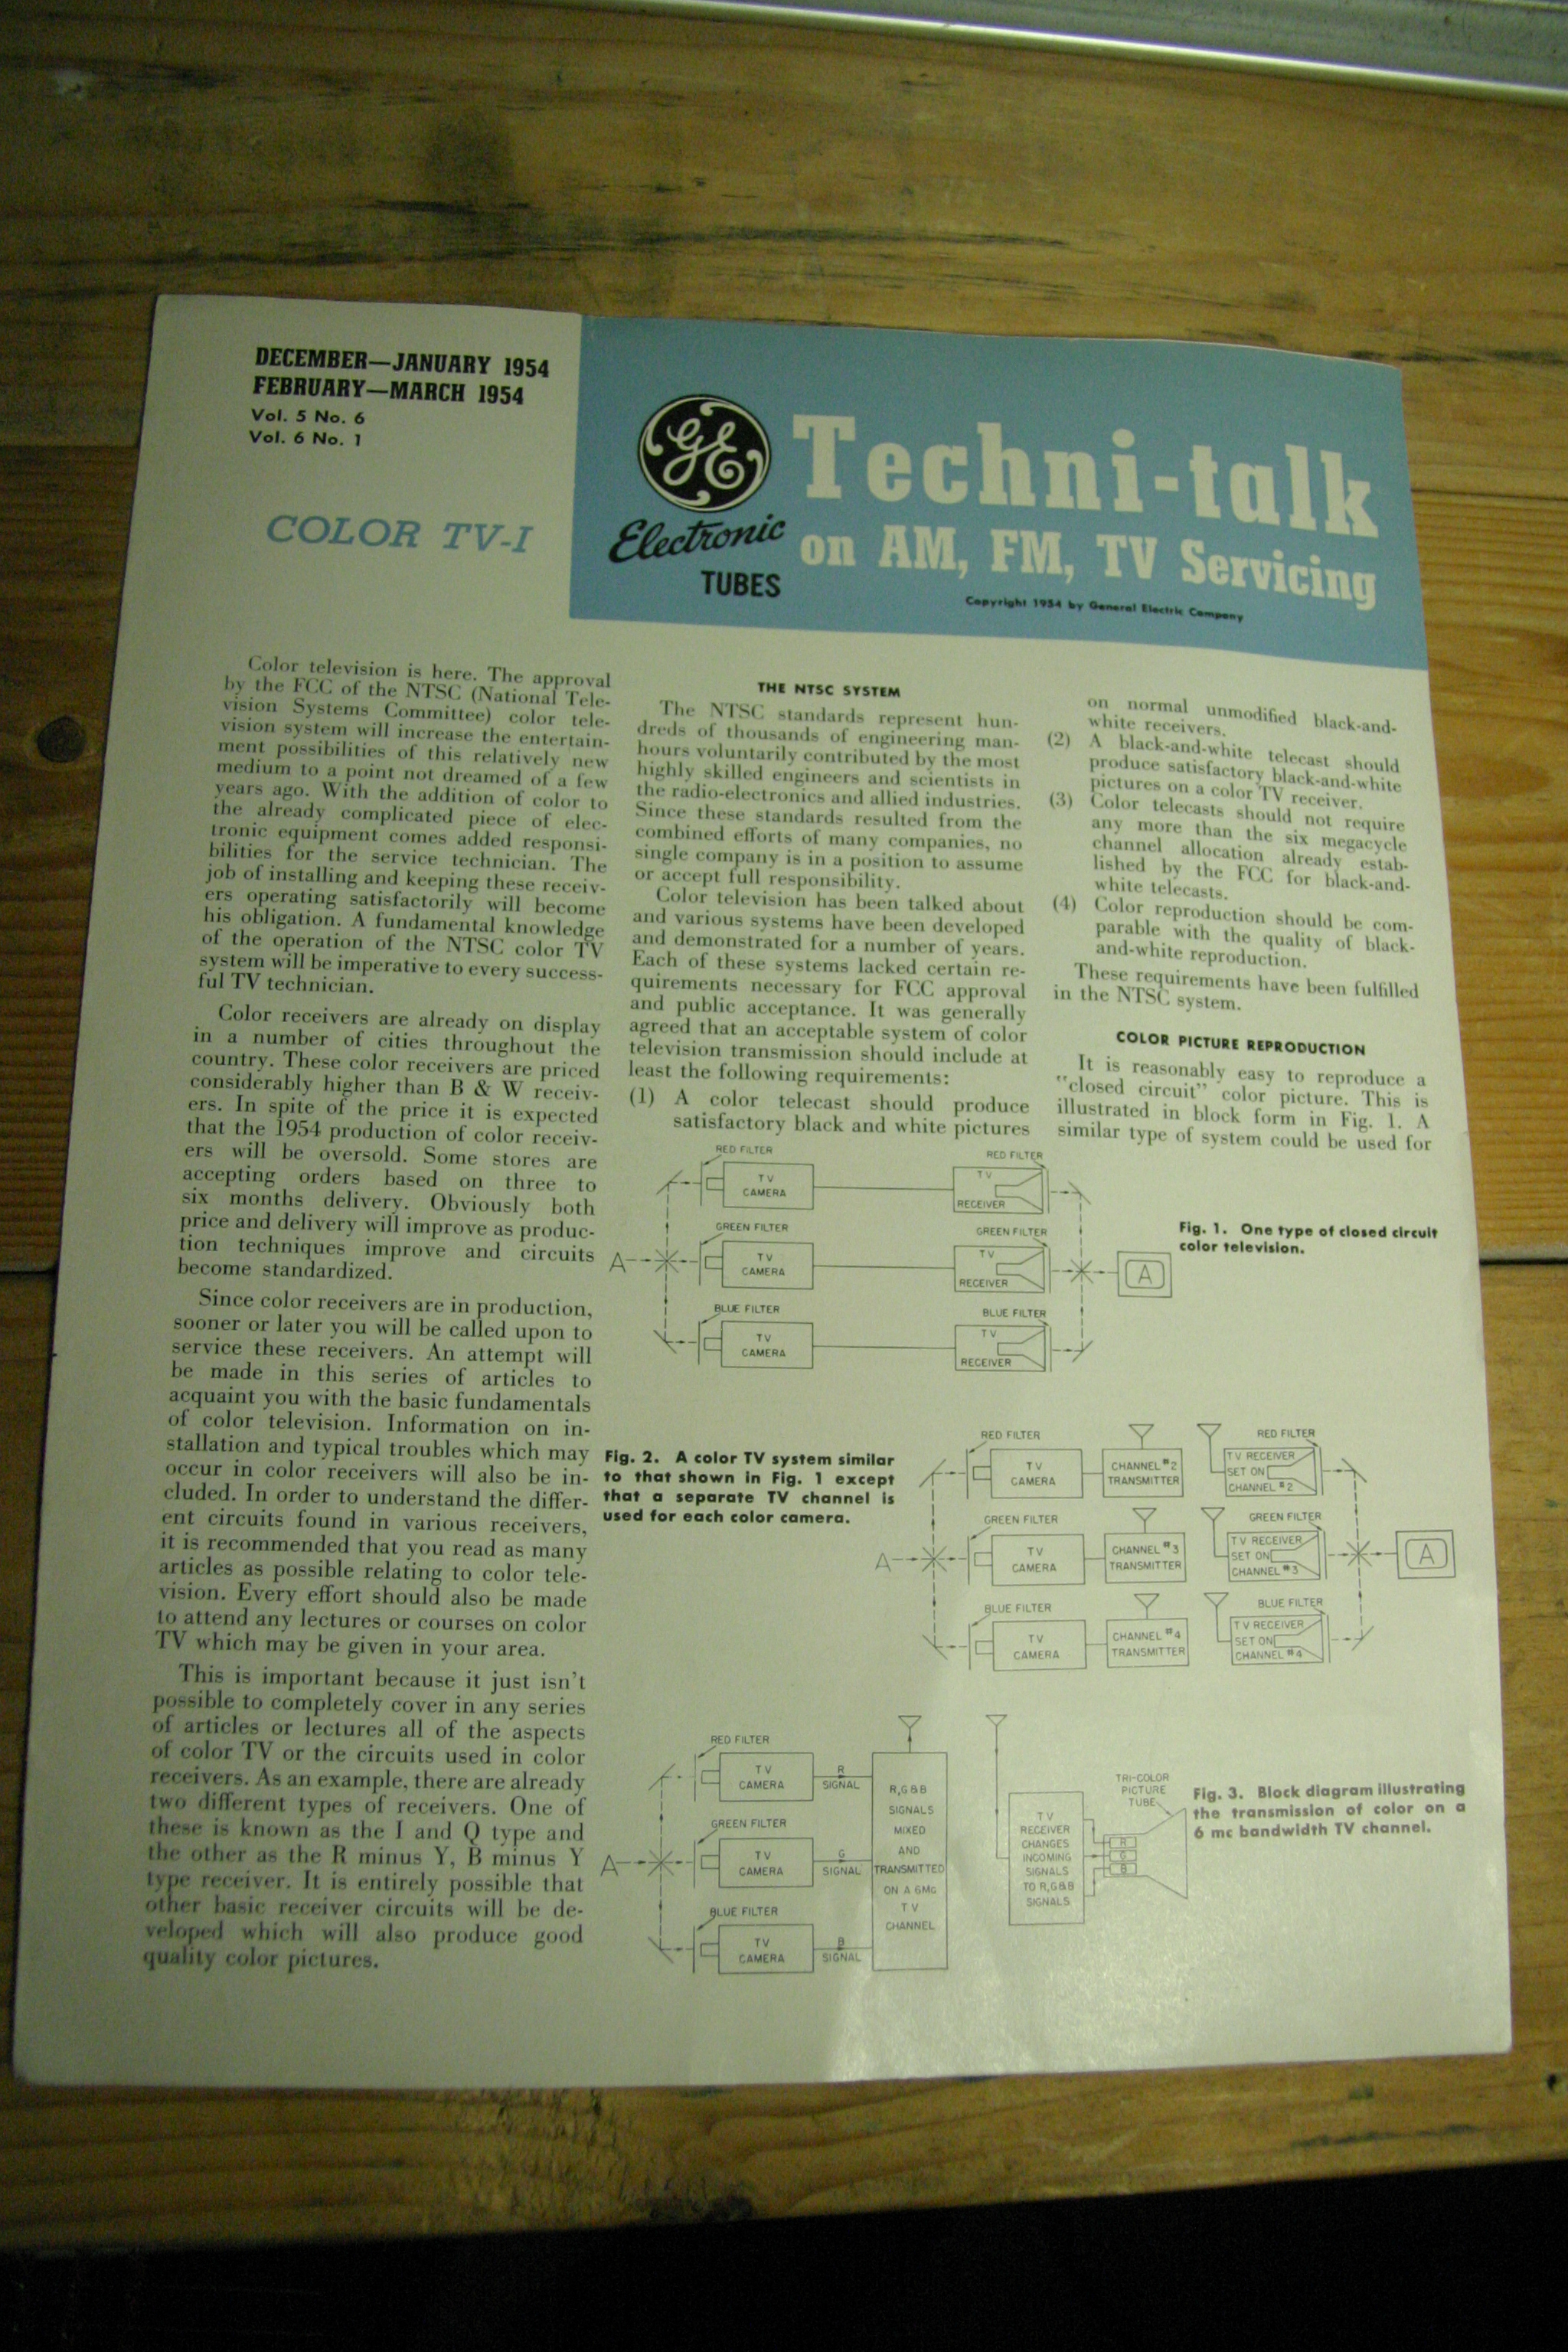 DECEMBER—JANUARY 1954
FEBRUARY—MARCH 1954
Vol. 5 No. 6
Vol. 6 No. 1
COLOR TV-I
GE
Electronic
TUBES
Techni-talk
on AM, FM, TV Servicing
Copyright 1954 by General Electric Company
Color television is here. The approval
by the FCC of the NTSC (National Tele-
vision Systems Committee) color tele-
vision system will increase the entertain-
ment possibilities of this relatively new
medium to a point not dreamed of a few
years ago. With the addition of color to
the already complicated piece of elec-
tronic equipment comes added responsi-
bilities for the service technician. The
job of installing and keeping these receiv-
ers operating satisfactorily will become
his obligation. A fundamental knowledge
of the operation of the NTSC color TV
system will be imperative to every success-
ful TV technician.
Color receivers are already on display
in a number of cities throughout the
country. These color receivers are priced
considerably higher than B & W receiv-
ers. In spite of the price it is expected
that the 1954 production of color receiv-
ers will be oversold. Some stores are
accepting orders based on three to
six months delivery. Obviously both
price and delivery will improve as produc-
tion techniques improve and circuits
become standardized.
Since color receivers are in production,
sooner or later you will be called upon to
service these receivers. An attempt will
be made in this series of articles to
acquaint you with the basic fundamentals
of color television. Information on in-
stallation and typical troubles which may
occur in color receivers will also be in-
cluded. In order to understand the differ-
ent circuits found in various receivers,
it is recommended that you read as many
articles as possible relating to color tele-
vision. Every effort should also be made
to attend any lectures or courses on color
TV which may be given in your area.
This is important because it just isn't
possible to completely cover in any series
of articles or lectures all of the aspects
of color TV or the circuits used in color
receivers. As an example, there are already
two different types of receivers. One of
these is known as the I and Q type and
the other as the R minus Y, B minus Y
type receiver. It is entirely possible that
other basic receiver circuits will be de-
veloped which will also produce good
quality color pictures.
THE NTSC SYSTEM
The NTSC standards represent hun-
dreds of thousands of engineering man-
hours voluntarily contributed by the most
highly skilled engineers and scientists in
the radio-electronics and allied industries.
Since these standards resulted from the
combined efforts of many companies, no
single company is in a position to assume
or accept full responsibility.
Color television has been talked about
and various systems have been developed
and demonstrated for a number of years.
Each of these systems lacked certain re-
quirements necessary for FCC approval
and public acceptance. It was generally
agreed that an acceptable system of color
television transmission should include at
least the following requirements:
(1) A color telecast should produce
satisfactory black and white pictures
on normal unmodified black-and-
white receivers.
(2) A black-and-white telecast should
produce satisfactory black-and-white
pictures on a color TV receiver.
(3) Color telecasts should not require
any more than the six megacycle
channel allocation already estab-
lished by the FCC for black-and-
white telecasts.
(4) Color reproduction should be com-
parable with the quality of black-
and-white reproduction.
These requirements have been fulfilled
in the NTSC system.
COLOR PICTURE REPRODUCTION
It is reasonably easy to reproduce a
"closed circuit" color picture. This is
illustrated in block form in Fig. 1. A
similar type of system could be used for
RED FILTER
TV
CAMERA
RED FILTER
TV
RECEIVER
GREEN FILTER
A
TV
CAMERA
GREEN FILTER
TV
RECEIVER
A
BLUE FILTER
TV
CAMERA
BLUE FILTER
TV
RECEIVER
Fig. 1. One type of closed circuit
color television.
Fig. 2. A color TV system similar
to that shown in Fig. 1 except
that a separate TV channel is
used for each color camera.
RED FILTER
TV
CAMERA
CHANNEL #2
TRANSMITTER
RED FILTER
TV RECEIVER
SET ON
CHANNEL #2
GREEN FILTER
A
TV
CAMERA
CHANNEL #3
TRANSMITTER
GREEN FILTER
TV RECEIVER
SET ON
CHANNEL #3
A
BLUE FILTER
TV
CAMERA
CHANNEL #4
TRANSMITTER
BLUE FILTER
TV RECEIVER
SET ON
CHANNEL #4
RED FILTER
TV
CAMERA
R
SIGNAL
GREEN FILTER
A
TV
CAMERA
G
SIGNAL
BLUE FILTER
TV
CAMERA
B
SIGNAL
R,G&B
SIGNALS
MIXED
AND
TRANSMITTED
ON A 6MC
TV
CHANNEL
TV
RECEIVER
CHANGES
INCOMING
SIGNALS
TO R,G&B
SIGNALS
TRI-COLOR
PICTURE
TUBE
R
G
B
Fig. 3. Block diagram illustrating
the transmission of color on a
6 mc bandwidth TV channel.